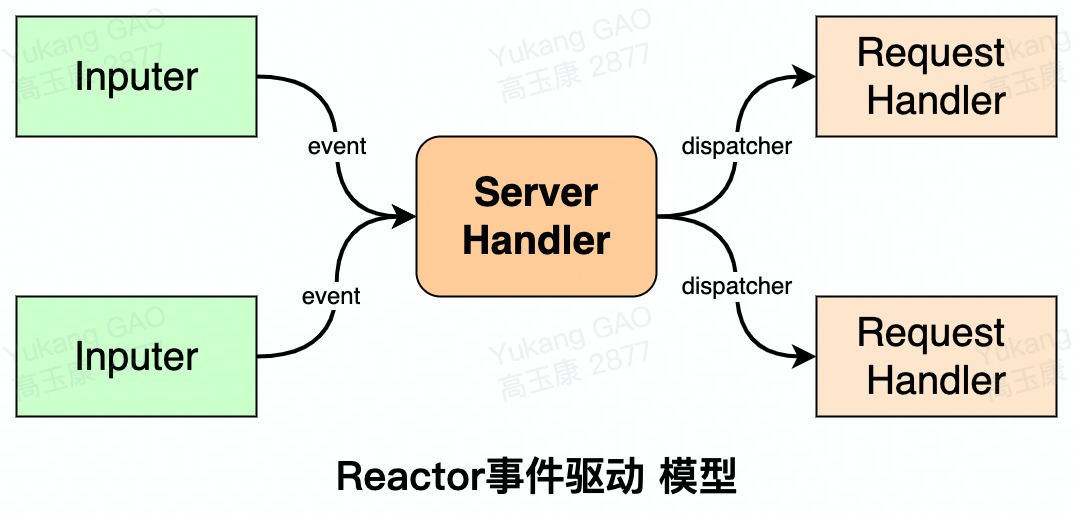 Yukang GAO
高玉康 2877
Yukang GAO
高玉康 2877
Yukang
高玉康
Inputer
event
Server
Handler
dispatcher
Request
Handler
Inputer
event
dispatcher
Request
Handler
Yukang GAO
高玉康 2877
Yukang GAO
高玉康 2877
Yukang
高玉康
Reactor事件驱动 模型